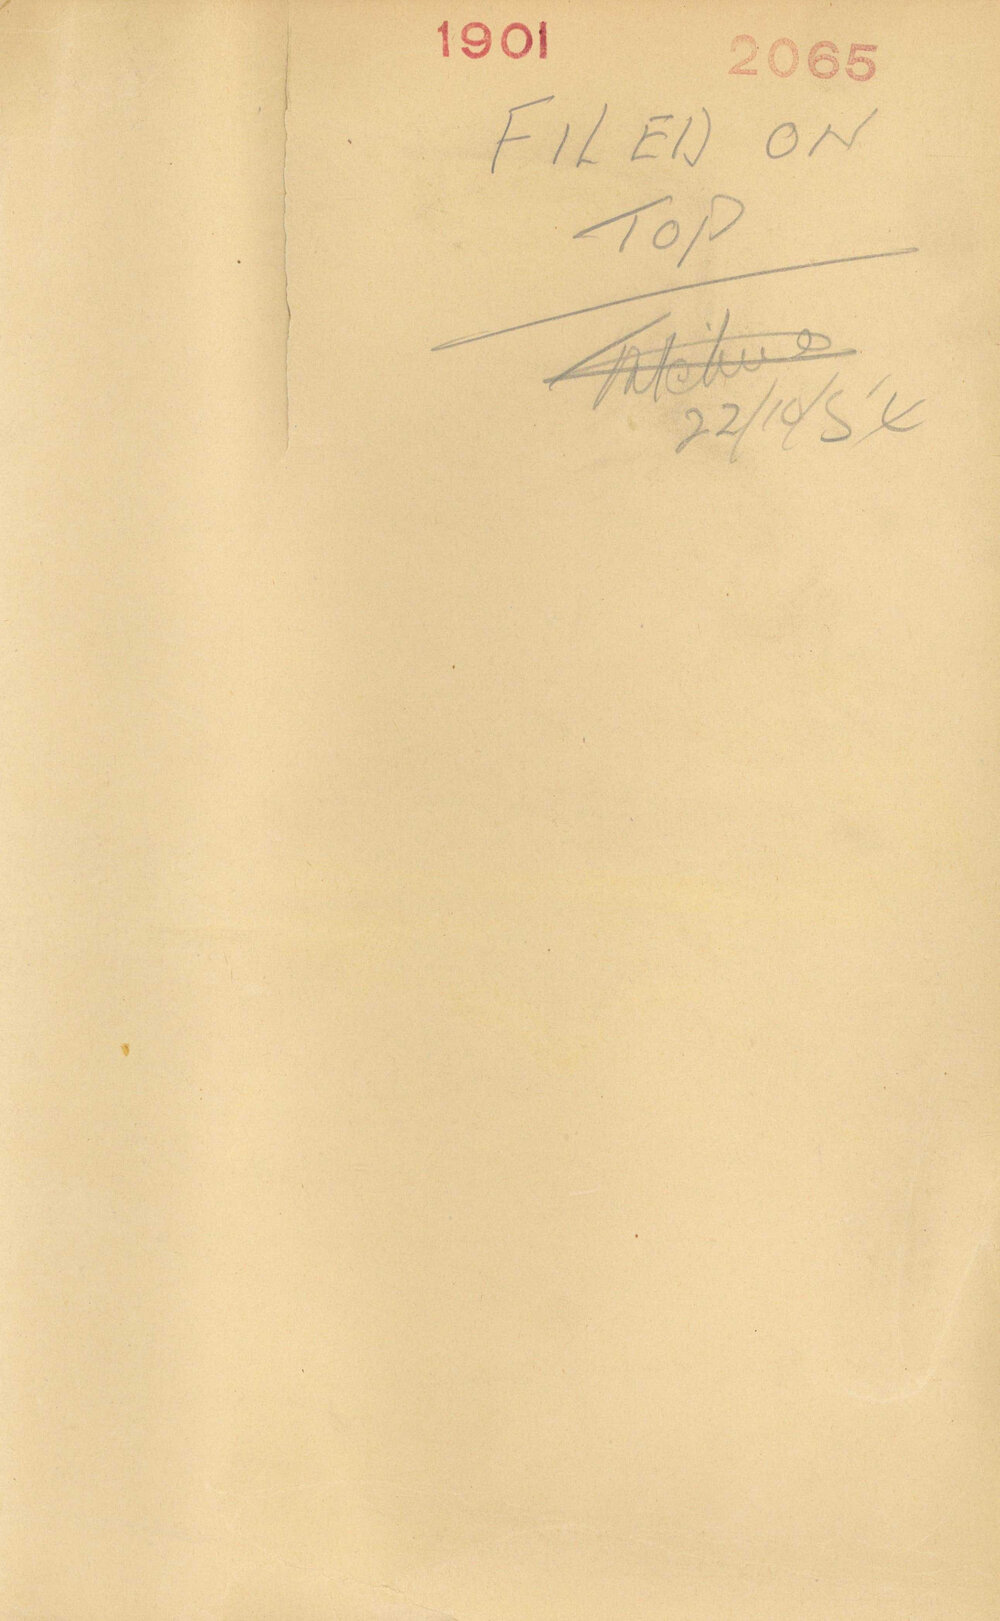 1901 2065
FILED ON
TOP
22/10/54